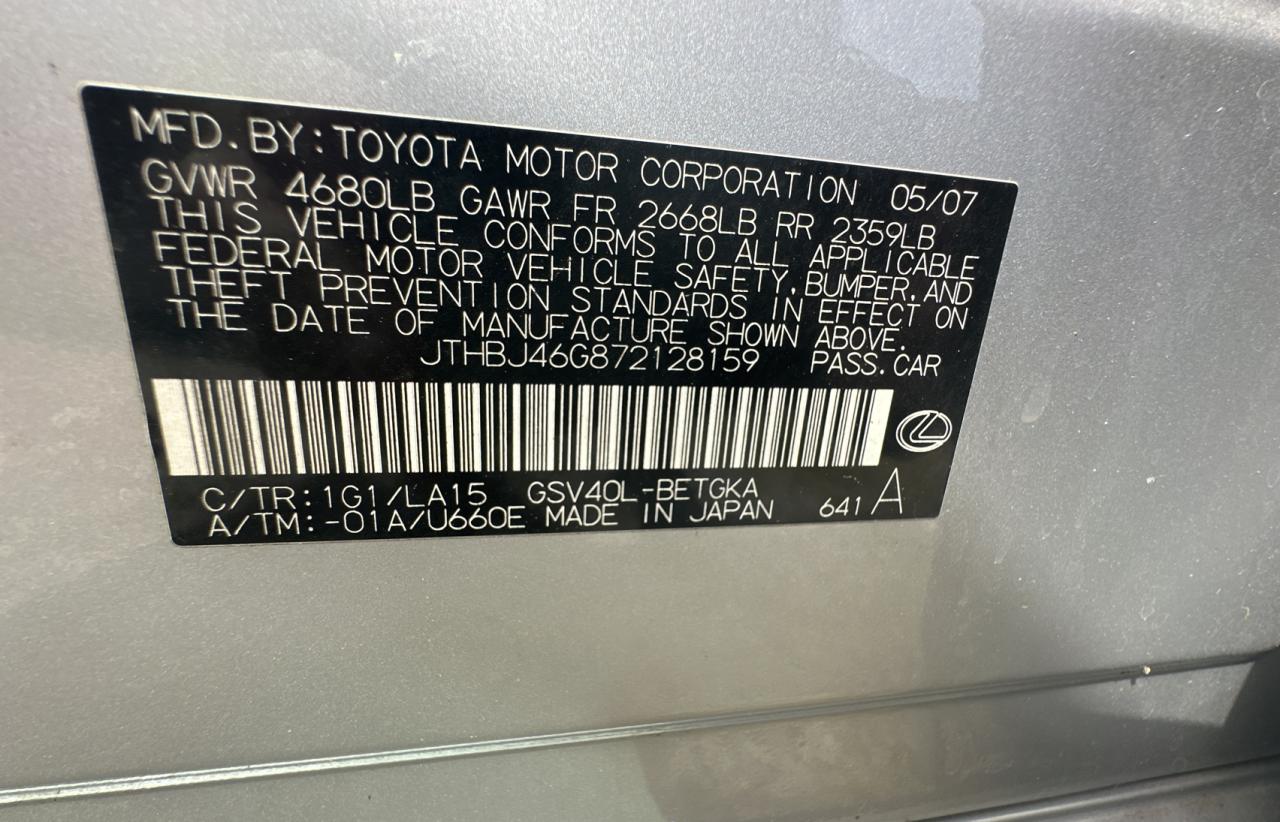 MFD. BY: TOYOTA MOTOR CORPORATION 05/07
GVWR 4680LB GAWR FR 2668LB RR 2359LB
THIS VEHICLE CONFORMS TO ALL APPLICABLE
FEDERAL MOTOR VEHICLE SAFETY, BUMPER, AND
THEFT PREVENTION STANDARDS IN EFFECT ON
THE DATE OF MANUFACTURE SHOWN ABOVE.
JTHBJ46G872128159 PASS. CAR
C/TR: 1G1/LA15 GSV40L-BETGKA
A/TM: -01A/U660E MADE IN JAPAN 641 A